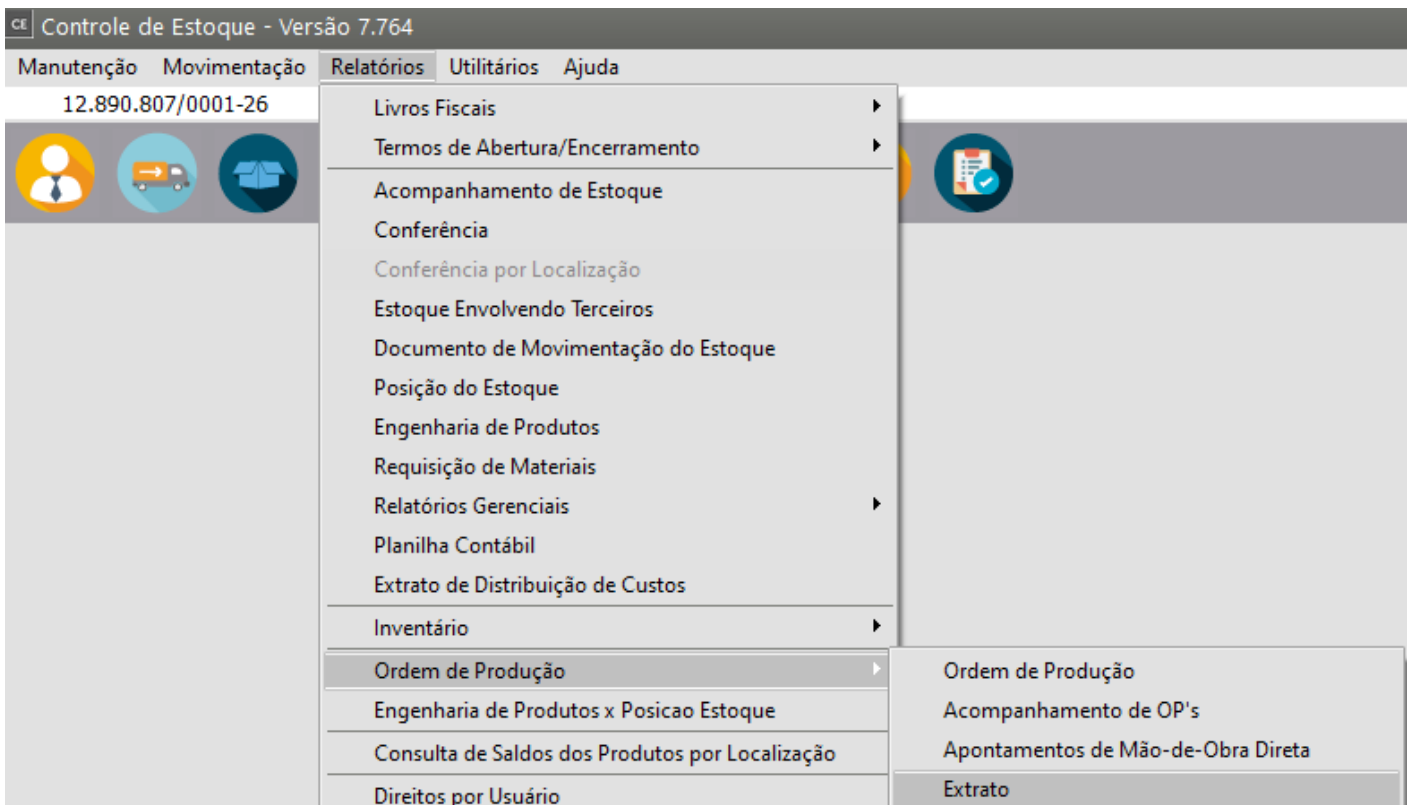 CE Controle de Estoque - Versão 7.764
Manutenção Movimentação Relatórios Utilitários Ajuda
12.890.807/0001-26
Livros Fiscais
Termos de Abertura/Encerramento
Acompanhamento de Estoque
Conferência
Conferência por Localização
Estoque Envolvendo Terceiros
Documento de Movimentação do Estoque
Posição do Estoque
Engenharia de Produtos
Requisição de Materiais
Relatórios Gerenciais
Planilha Contábil
Extrato de Distribuição de Custos
Inventário
Ordem de Produção
Engenharia de Produtos x Posicao Estoque
Consulta de Saldos dos Produtos por Localização
Direitos por Usuário
Ordem de Produção
Acompanhamento de OP's
Apontamentos de Mão-de-Obra Direta
Extrato